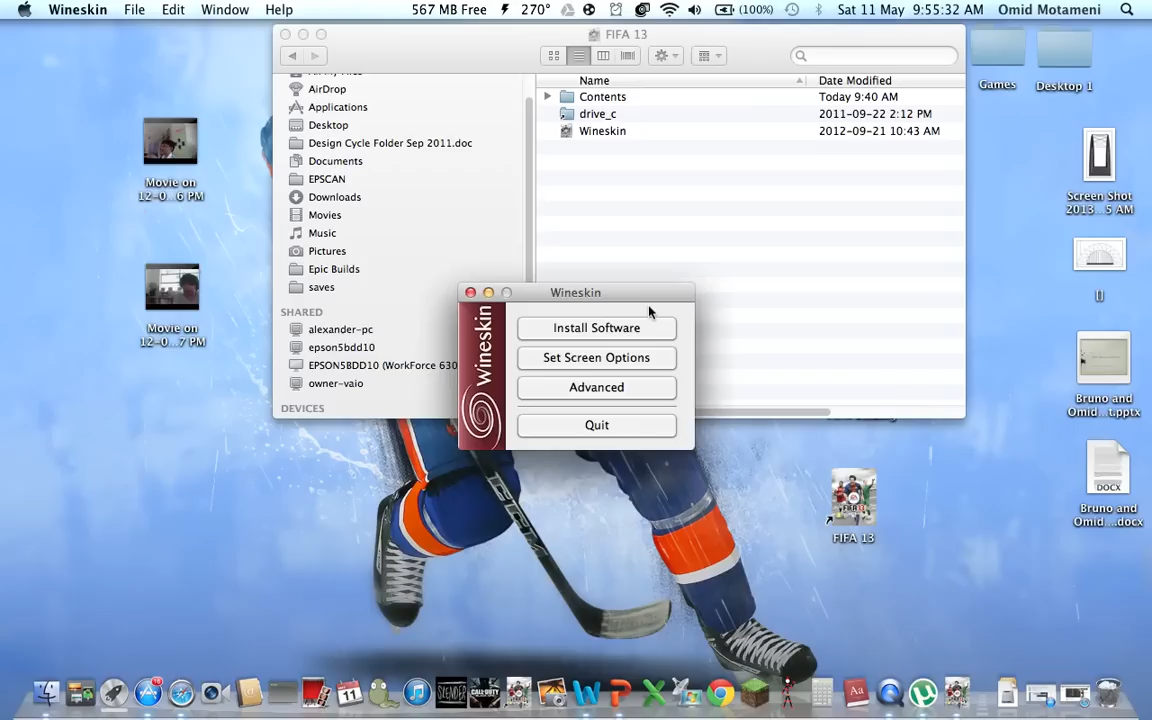 Wineskin File Edit Window Help 567 MB Free 270° (100%) Sat 11 May 9:55:32 AM Omid Motameni
FIFA 13
Name Date Modified
AirDrop
Applications
Desktop
Design Cycle Folder Sep 2011.doc
Documents
EPSCAN
Downloads
Movies
Music
Pictures
Epic Builds
saves
SHARED
alexander-pc
epson5bdd10
EPSON5BDD10 (WorkForce 630
owner-vaio
DEVICES
Contents Today 9:40 AM
drive_c 2011-09-22 2:12 PM
Wineskin 2012-09-21 10:43 AM
Wineskin
Wineskin
Install Software
Set Screen Options
Advanced
Quit
Movie on
12-0...6 PM
Movie on
12-0...7 PM
Games
Desktop 1
Screen Shot
2013...5 AM
[]
Bruno and
Omid...t.pptx
DOCX
Bruno and
Omid...docx
FIFA 13
SLENDER